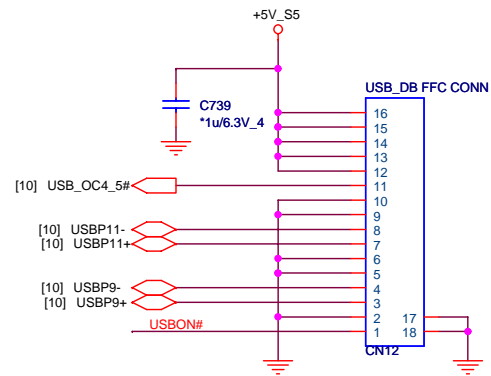 +5V_S5
USB_DB FFC CONN
C739
*1u/6.3V_4
16
15
14
13
12
[10] USB_OC4_5# 11
10
9
[10] USBP11- 8
[10] USBP11+ 7
6
5
[10] USBP9- 4
[10] USBP9+ 3
2 17
USBON# 1 18
CN12